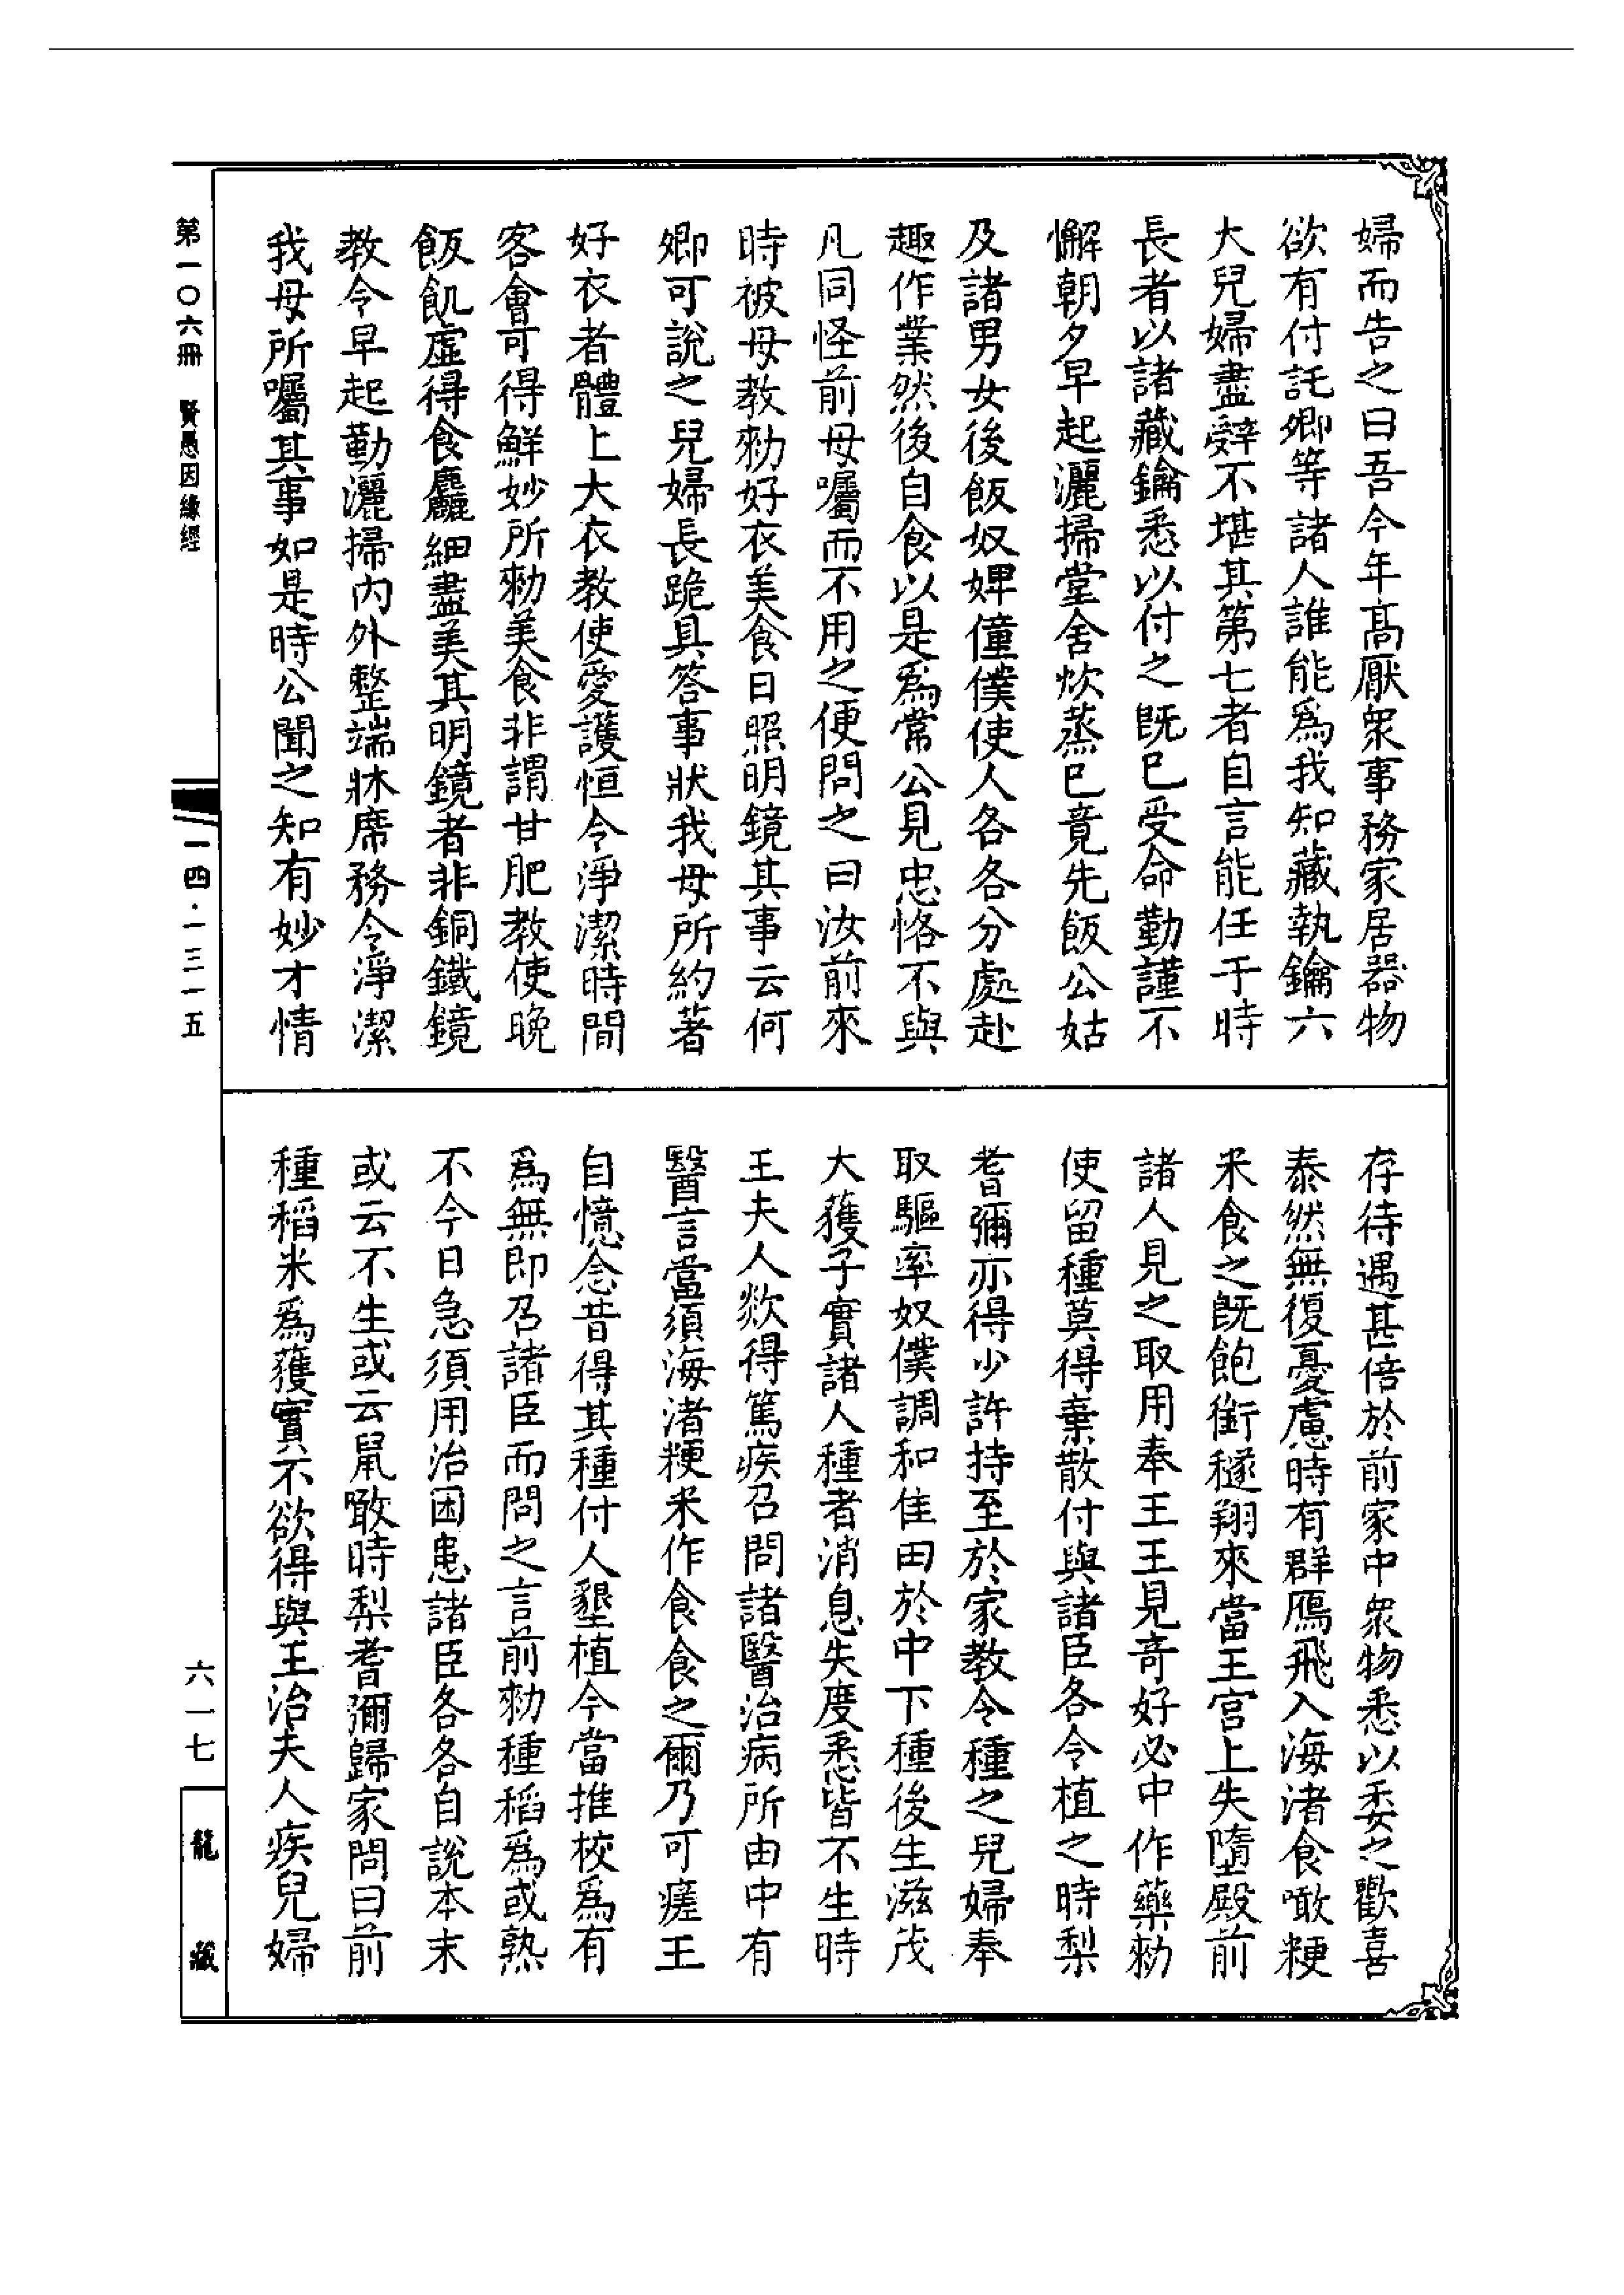 婦而告之曰吾今年高厭衆事務家居器物
欲有付託卿等諸人誰能爲我知藏執鑰六
大兒婦盡辭不堪其第七者自言能任于時
長者以諸藏鑰悉以付之既已受命勤謹不
懈朝夕早起灑掃堂舍炊蒸已竟先飯公姑
及諸男女後飯奴婢僮僕使人各各分處赴
趣作業然後自食以是爲常公見忠恪不與
凡同怪前母囑而不用之便問之曰汝前來
時被母教勑好衣美食日照明鏡其事云何
卿可說之兒婦長跪具答事狀我母所約著
好衣者體上大衣教使愛護恒令淨潔時間
客會可得鮮妙所勑美食非謂甘肥教使晚
飯飢虛得食麤細盡美其明鏡者非銅鐵鏡
教令早起勤灑掃內外整端牀席務令淨潔
我母所囑其事如是時公聞之知有妙才情
存待遇甚倍於前家中衆物悉以委之歡喜
泰然無復憂慮時有群鴈飛入海渚食噉粳
米食之既飽銜穟翔來當王宮上失墮殿前
諸人見之取用奉王王見奇好必中作藥勑
使留種莫得棄散付與諸臣各令植之時梨
耆彌亦得少許持至於家教令種之兒婦奉
取驅率奴僕調和佳田於中下種後生滋茂
大獲子實諸人種者消息失度悉皆不生時
王夫人欻得篤疾召問諸醫治病所由中有
醫言當須海渚粳米作食食之爾乃可瘥王
自憶念昔得其種付人墾植今當推校爲有
爲無即召諸臣而問之言前勑種稻爲或熟
不今日急須用治困患諸臣各各自說本末
或云不生或云鼠噉時梨耆彌歸家問曰前
種稻米爲獲實不欲得與王治夫人疾兒婦
第一〇六冊　賢愚因緣經
一四·一三一五
六一七
龍藏